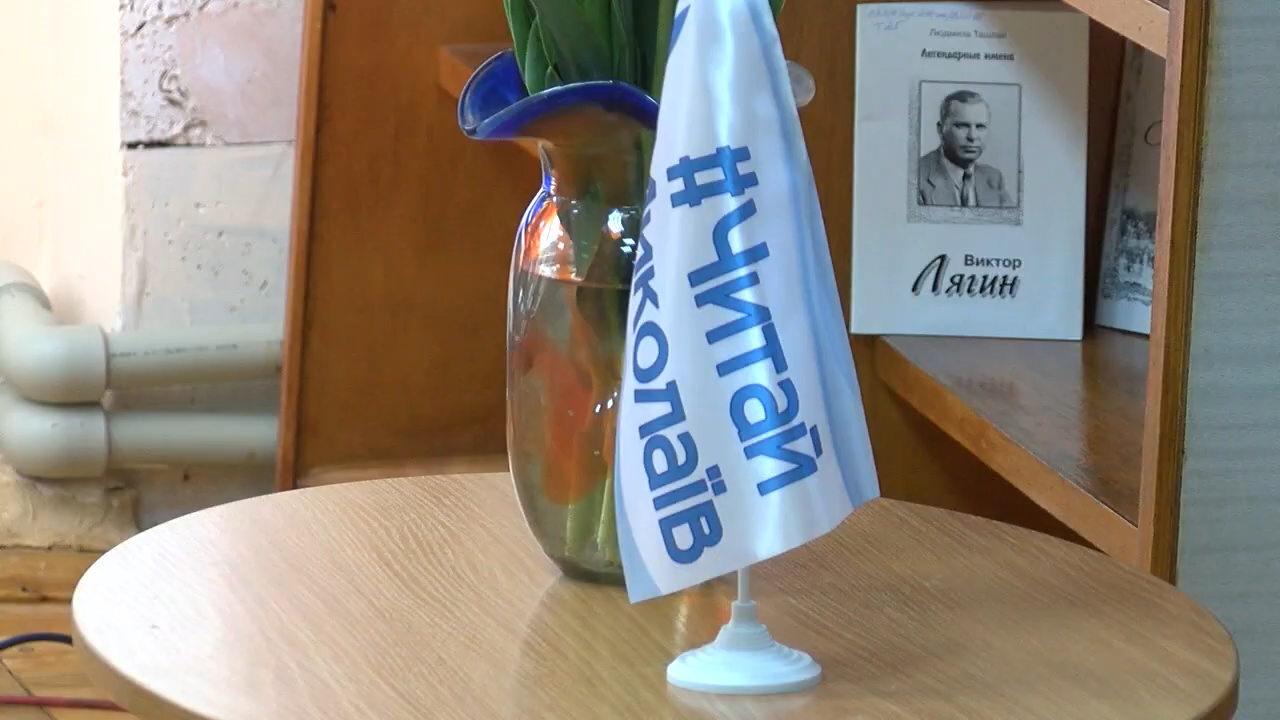 #Читай
миколаїв
Людмила Ташлай
Легендарные имена
Виктор
Лягин